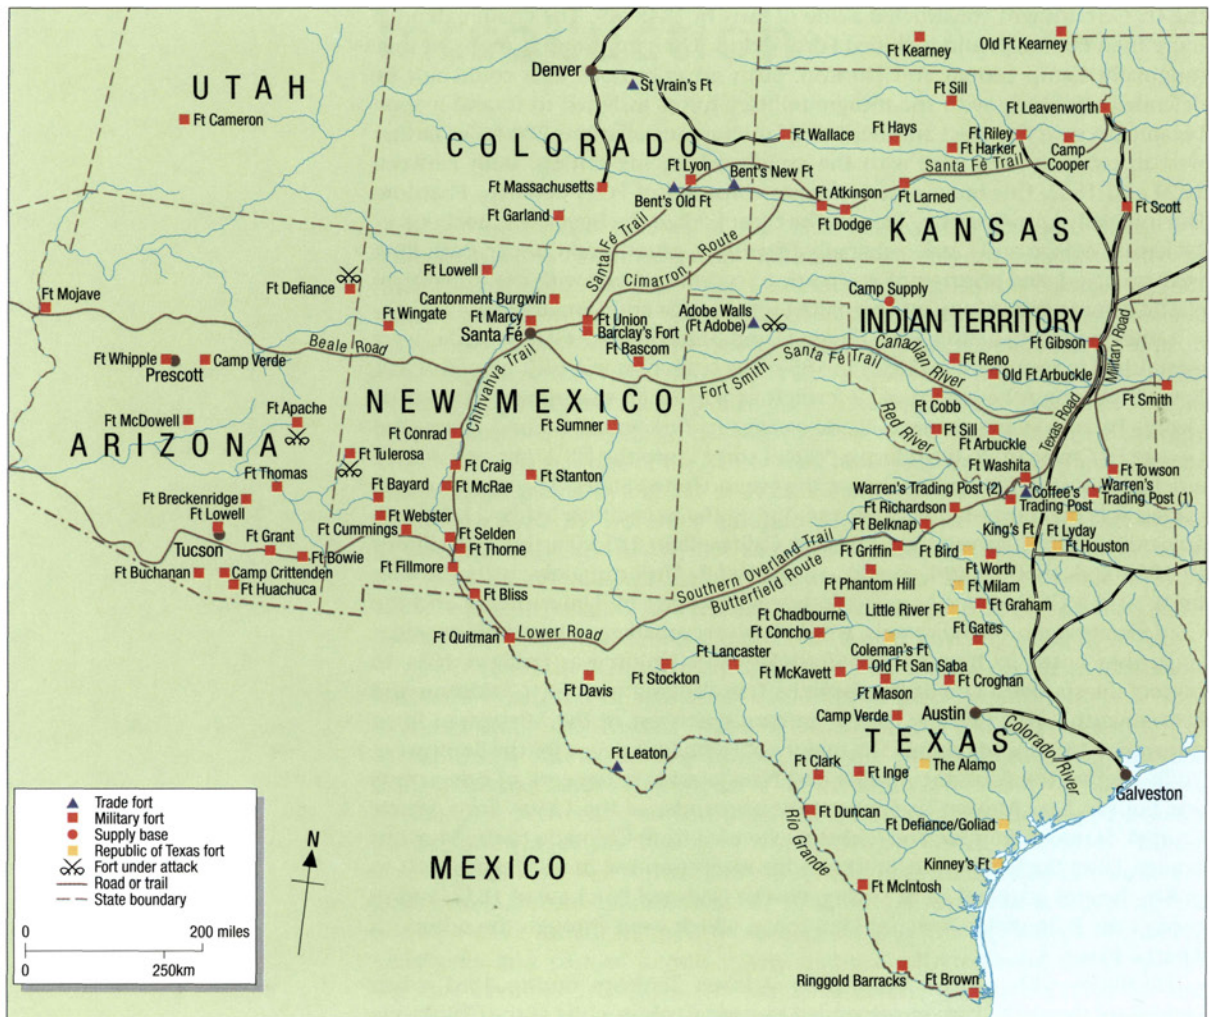 Ft Kearney
Old Ft Kearney
Denver
St Vrain's Ft
UTAH
Ft Cameron
Ft Sill
Ft Leavenworth
COLORADO
Ft Wallace
Ft Hays
Ft Riley
Ft Harker
Camp
Cooper
Santa Fè Trail
Ft Lyon
Bent's New Ft
Ft Massachusetts
Bent's Old Ft
Ft Atkinson
Ft Larned
Ft Scott
Ft Garland
Ft Dodge
KANSAS
Santa Fé Trail
Cimarron Route
Ft Lowell
Ft Defiance
Ft Mojave
Cantonment Burgwin
Camp Supply
Ft Wingate
Ft Marcy
Santa Fé
Ft Union
Barclay's Fort
Adobe Walls
(Ft Adobe)
INDIAN TERRITORY
Beale Road
Ft Bascom
Canadian River
Ft Gibson
Military Road
Ft Whipple
Prescott
Camp Verde
Chihvahva Trail
Fort Smith - Santa Fé Trail
Ft Reno
Old Ft Arbuckle
Ft Smith
NEW MEXICO
Ft McDowell
Ft Apache
Ft Cobb
Red River
Texas Road
ARIZONA
Ft Conrad
Ft Sumner
Ft Sill
Ft Arbuckle
Ft Tulerosa
Ft Thomas
Ft Craig
Ft McRae
Ft Stanton
Ft Washita
Ft Towson
Ft Breckenridge
Ft Bayard
Warren's Trading Post (2)
Coffee's
Trading Post
Warren's
Trading Post (1)
Ft Lowell
Ft Webster
Ft Richardson
Ft Cummings
Ft Belknap
King's Ft
Ft Lyday
Tucson
Ft Grant
Ft Bowie
Ft Selden
Ft Thorne
Ft Griffin
Ft Bird
Ft Houston
Ft Buchanan
Camp Crittenden
Ft Huachuca
Ft Fillmore
Southern Overland Trail
Butterfield Route
Ft Worth
Ft Phantom Hill
Ft Milam
Ft Bliss
Ft Chadbourne
Little River Ft
Ft Graham
Ft Quitman
Lower Road
Ft Concho
Ft Gates
Ft Lancaster
Coleman's Ft
Ft Stockton
Ft McKavett
Old Ft San Saba
Ft Davis
Ft Mason
Ft Croghan
Camp Verde
Austin
Colorado River
TEXAS
Ft Leaton
Ft Clark
Ft Inge
The Alamo
Galveston
Rio Grande
Ft Duncan
Ft Defiance/Goliad
MEXICO
Kinney's Ft
Ft McIntosh
Ringgold Barracks
Ft Brown
Trade fort
Military fort
Supply base
Republic of Texas fort
Fort under attack
Road or trail
State boundary
0
200 miles
0
250km
N